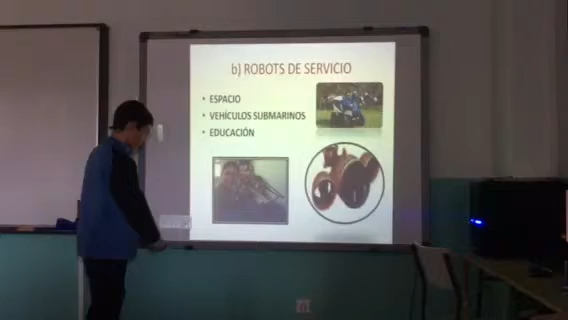 b) ROBOTS DE SERVICIO
• ESPACIO
• VEHÍCULOS SUBMARINOS
• EDUCACIÓN